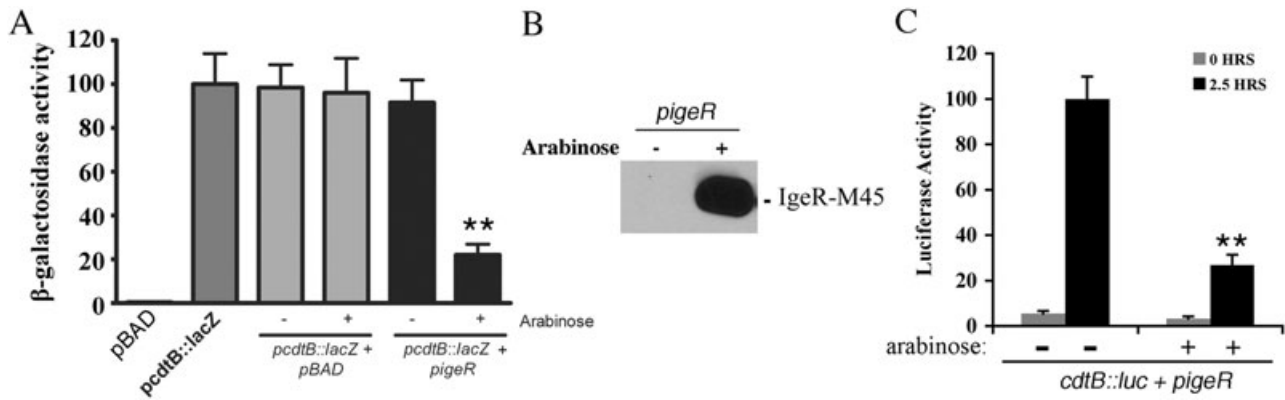 A
β-galactosidase activity
120
100
80
60
40
20
0
**
pBAD
pcdtB::lacZ
- + - + Arabinose
pcdtB::lacZ + pcdtB::lacZ +
pBAD pigeR
B
pigeR
Arabinose - +
- IgeR-M45
C
Luciferase Activity
120
100
80
60
40
20
0
0 HRS
2.5 HRS
**
arabinose: - - + +
cdtB::luc + pigeR